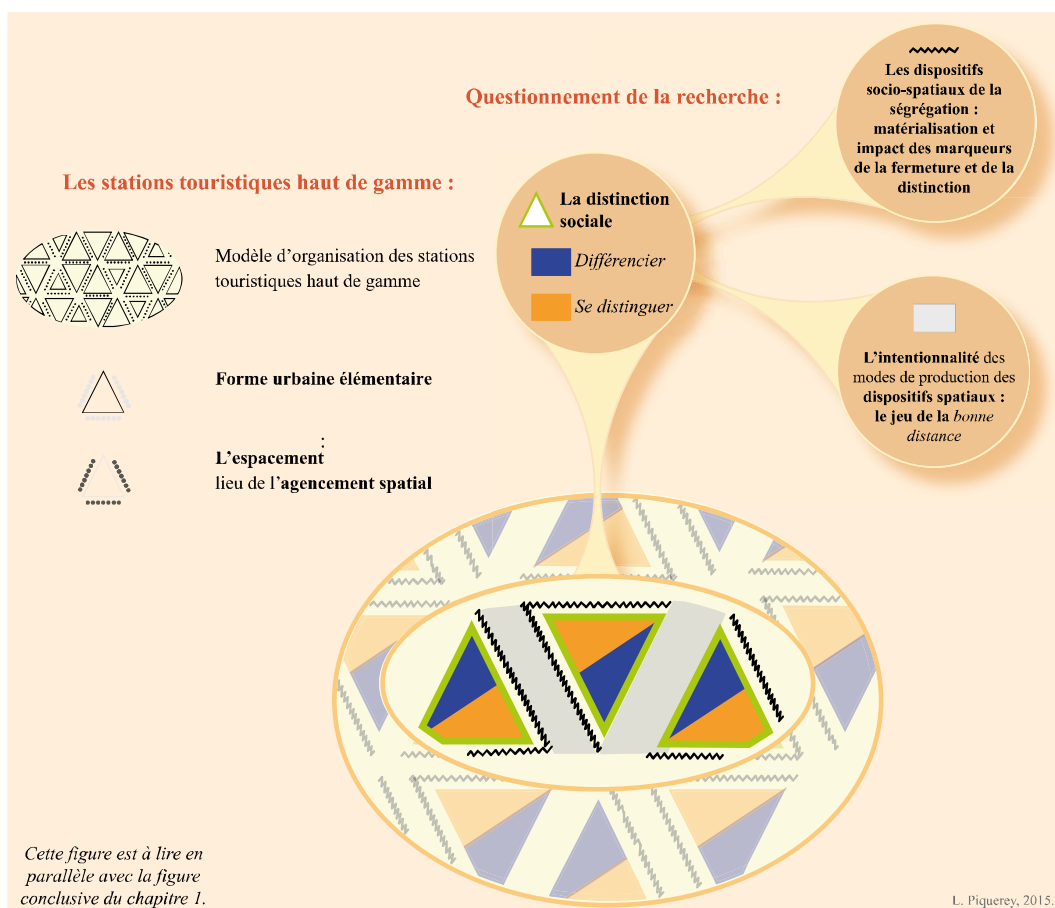 Questionnement de la recherche :
Les dispositifs
socio-spatiaux de la
ségrégation :
matérialisation et
impact des marqueurs
de la fermeture et de la
distinction
Les stations touristiques haut de gamme :
La distinction
sociale
Différencier
Se distinguer
Modèle d’organisation des stations
touristiques haut de gamme
L’intentionnalité des
modes de production des
dispositifs spatiaux :
le jeu de la bonne
distance
Forme urbaine élémentaire
:
L’espacement
lieu de l’agencement spatial
Cette figure est à lire en
parallèle avec la figure
conclusive du chapitre 1.
L. Piquerey, 2015.